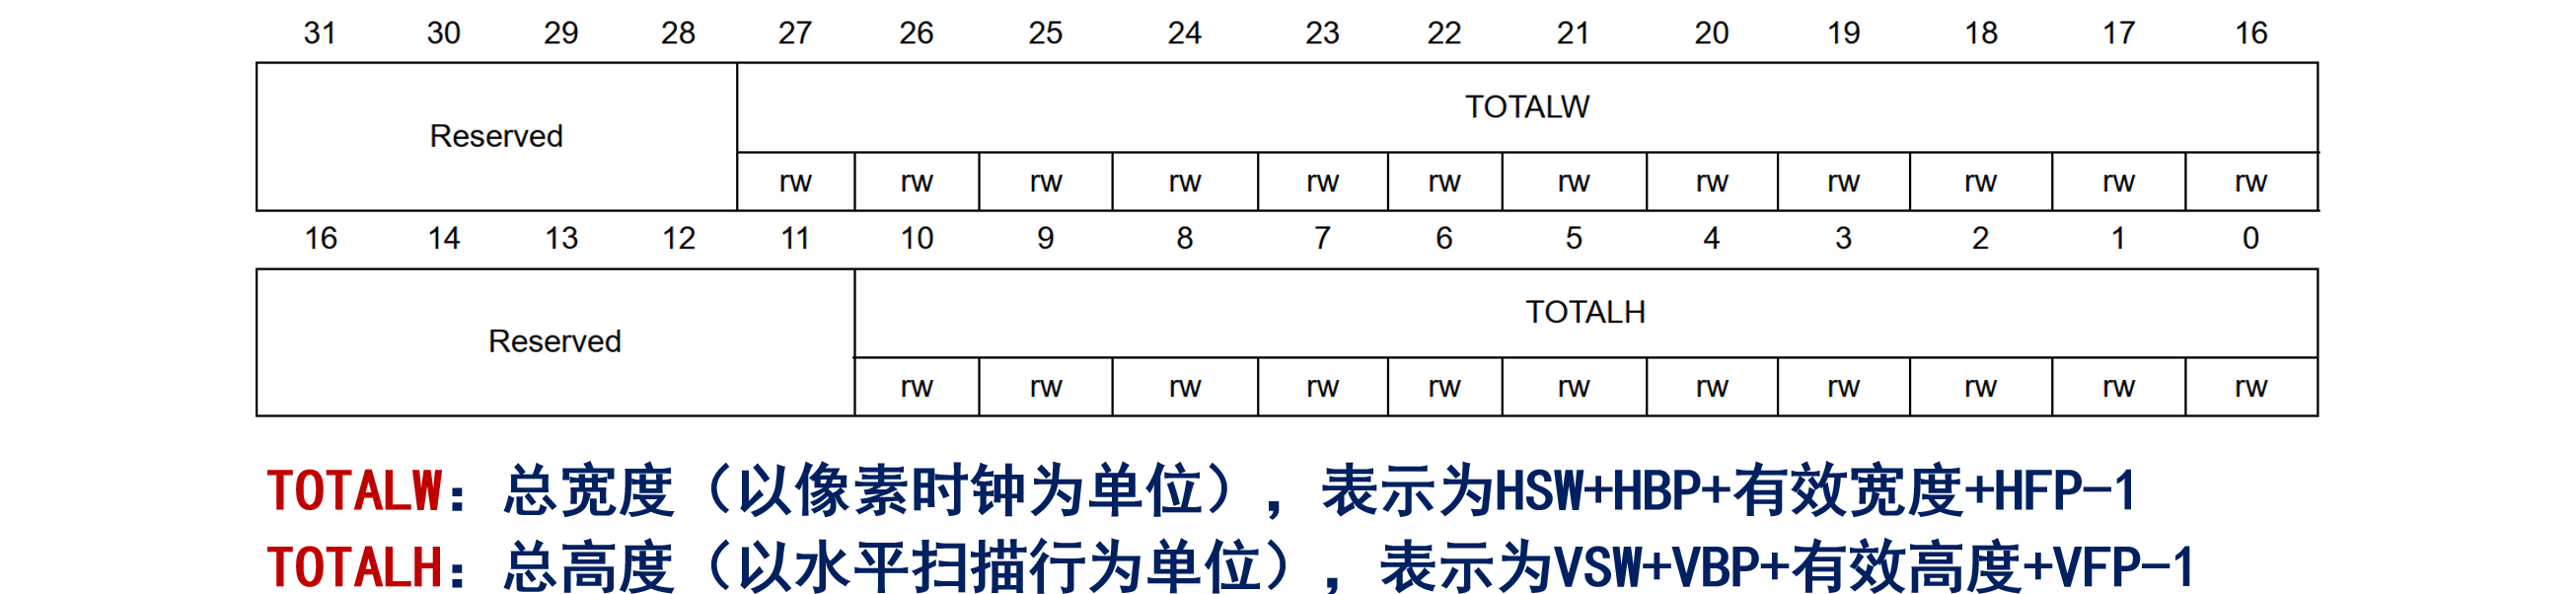 31 30 29 28 27 26 25 24 23 22 21 20 19 18 17 16
Reserved TOTALW
rw rw rw rw rw rw rw rw rw rw rw rw
16 14 13 12 11 10 9 8 7 6 5 4 3 2 1 0
Reserved TOTALH
rw rw rw rw rw rw rw rw rw rw rw
TOTALW：总宽度（以像素时钟为单位），表示为HSW+HBP+有效宽度+HFP-1
TOTALH：总高度（以水平扫描行为单位），表示为VSW+VBP+有效高度+VFP-1